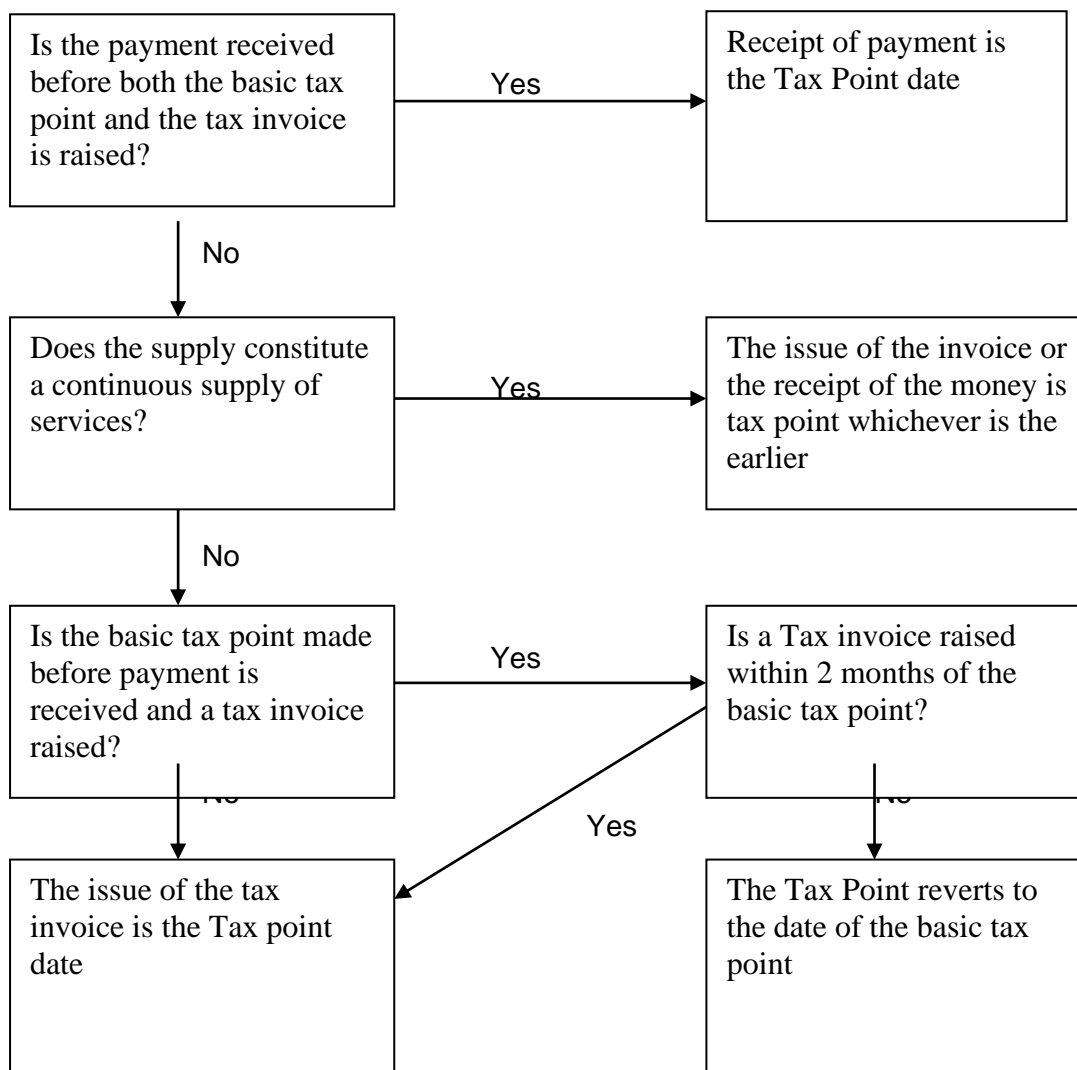 Is the payment received
before both the basic tax
point and the tax invoice
is raised?
Yes
Receipt of payment is
the Tax Point date
No
Does the supply constitute
a continuous supply of
services?
Yes
The issue of the invoice or
the receipt of the money is
tax point whichever is the
earlier
No
Is the basic tax point made
before payment is
received and a tax invoice
raised?
Yes
Is a Tax invoice raised
within 2 months of the
basic tax point?
No
Yes
No
The issue of the tax
invoice is the Tax point
date
The Tax Point reverts to
the date of the basic tax
point